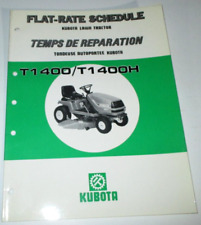 FLAT-RATE SCHEDULE
KUBOTA LAWN TRACTOR
TEMPS DE REPARATION
TONDEUSE AUTOPORTEE KUBOTA
T1400/T1400H
KUBOTA